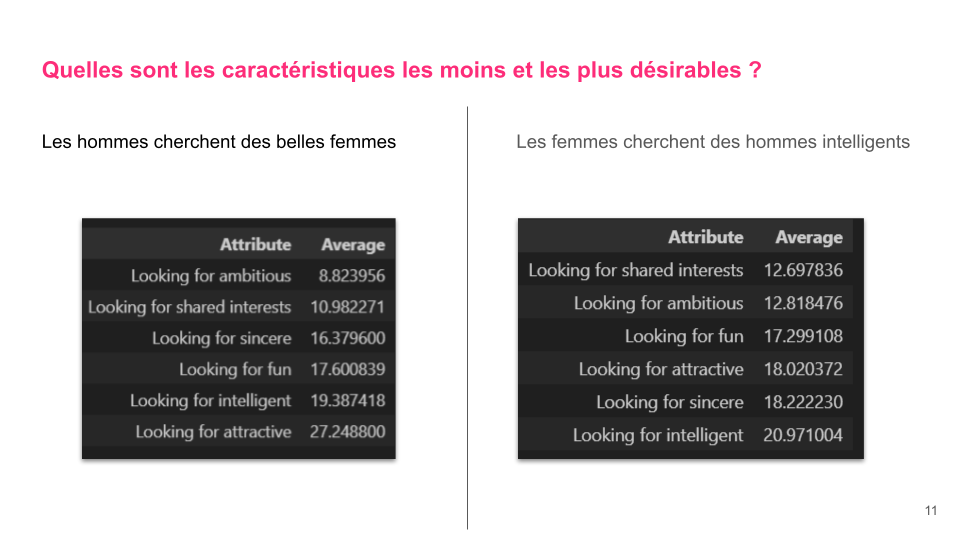 Quelles sont les caractéristiques les moins et les plus désirables ?
Les hommes cherchent des belles femmes
Attribute Average
Looking for ambitious 8.823956
Looking for shared interests 10.982271
Looking for sincere 16.379600
Looking for fun 17.600839
Looking for intelligent 19.387418
Looking for attractive 27.248800
Les femmes cherchent des hommes intelligents
Attribute Average
Looking for shared interests 12.697836
Looking for ambitious 12.818476
Looking for fun 17.299108
Looking for attractive 18.020372
Looking for sincere 18.222230
Looking for intelligent 20.971004
11